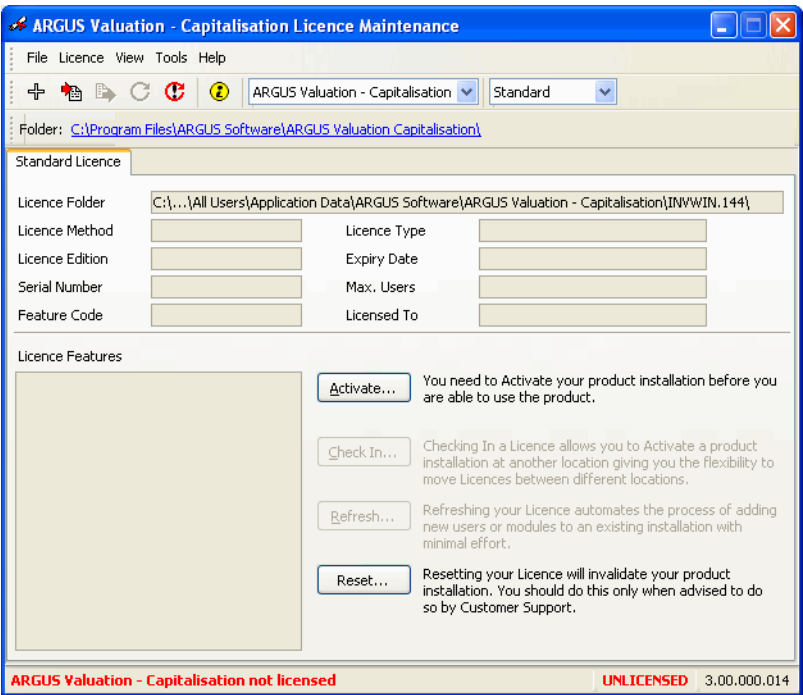 ARGUS Valuation - Capitalisation Licence Maintenance
File Licence View Tools Help
ARGUS Valuation - Capitalisation Standard
Folder: C:\Program Files\ARGUS Software\ARGUS Valuation Capitalisation\
Standard Licence
Licence Folder C:\...\All Users\Application Data\ARGUS Software\ARGUS Valuation - Capitalisation\INVWIN.144\
Licence Method Licence Type
Licence Edition Expiry Date
Serial Number Max. Users
Feature Code Licensed To
Licence Features
Activate... You need to Activate your product installation before you
are able to use the product.
Check In... Checking In a Licence allows you to Activate a product
installation at another location giving you the flexibility to
move Licences between different locations.
Refresh... Refreshing your Licence automates the process of adding
new users or modules to an existing installation with
minimal effort.
Reset... Resetting your Licence will invalidate your product
installation. You should do this only when advised to do
so by Customer Support.
ARGUS Valuation - Capitalisation not licensed UNLICENSED 3.00.000.014